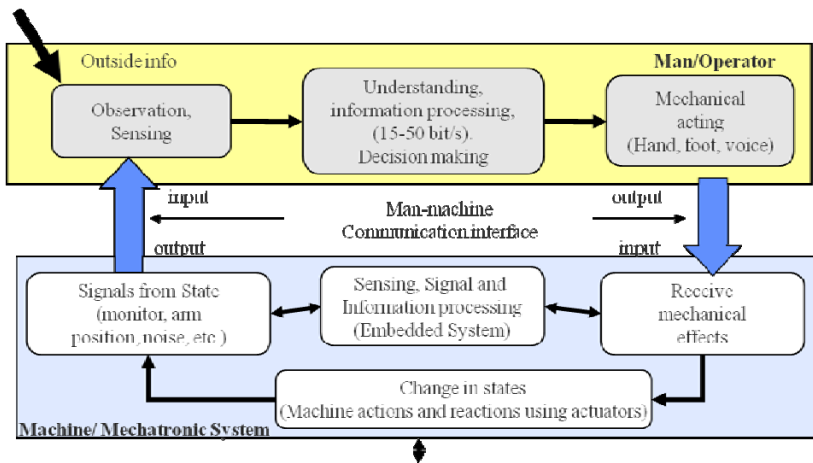 Outside info
Man/Operator
Observation,
Sensing
Understanding,
information processing,
(15-50 bit/s).
Decision making
Mechanical
acting
(Hand, foot, voice)
input
output
Man-machine
Communication interface
output
input
Signals from State
(monitor, arm
position, noise, etc.)
Sensing, Signal and
Information processing
(Embedded System)
Receive
mechanical
effects
Change in states
(Machine actions and reactions using actuators)
Machine/ Mechatronic System